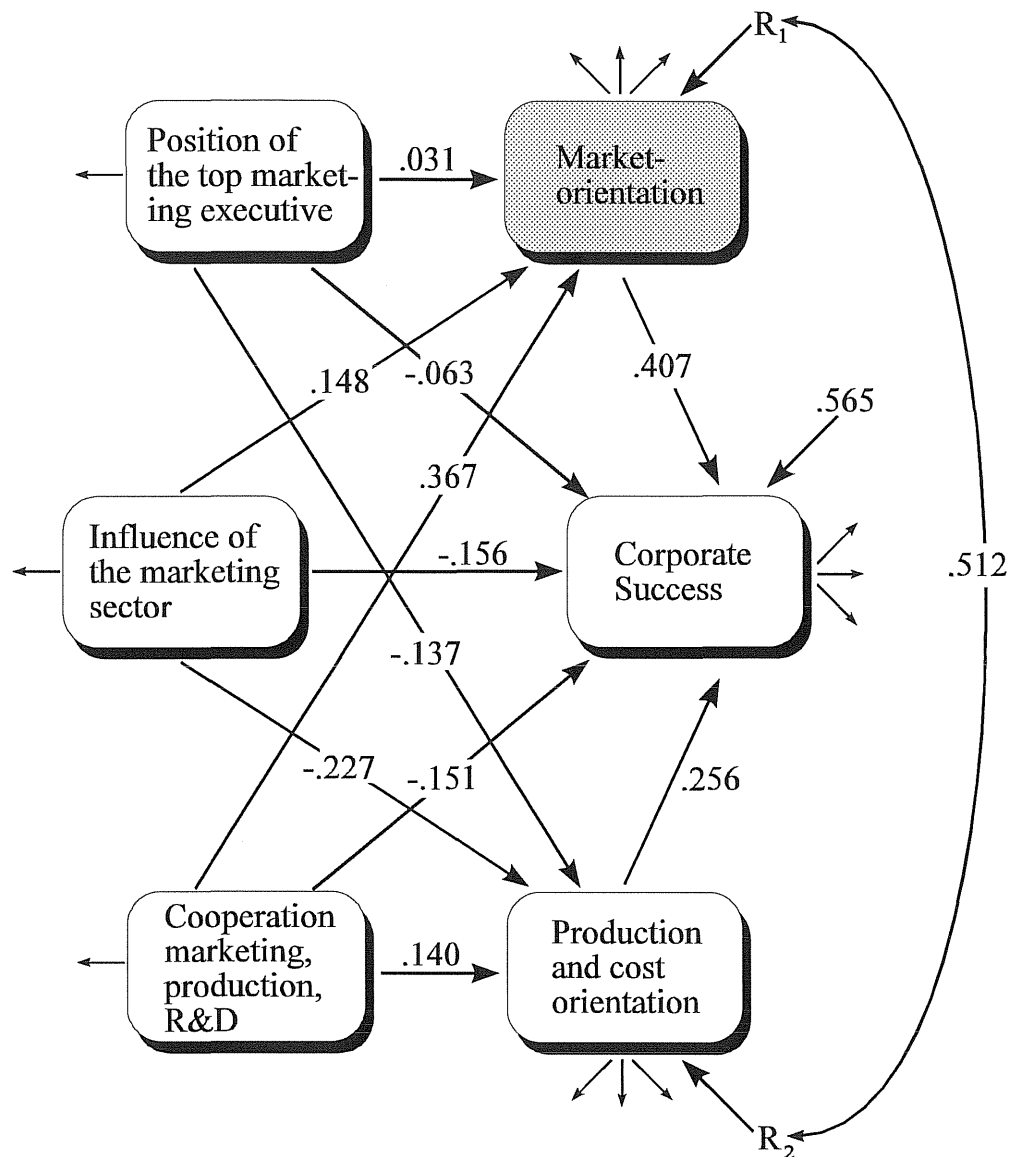 R₁
Position of
the top market-
ing executive
.031
Market-
orientation
.148
-.063
.407
.565
.367
Influence of
the marketing
sector
-.156
Corporate
Success
.512
-.137
-.227
-.151
.256
Cooperation
marketing,
production,
R&D
.140
Production
and cost
orientation
R₂